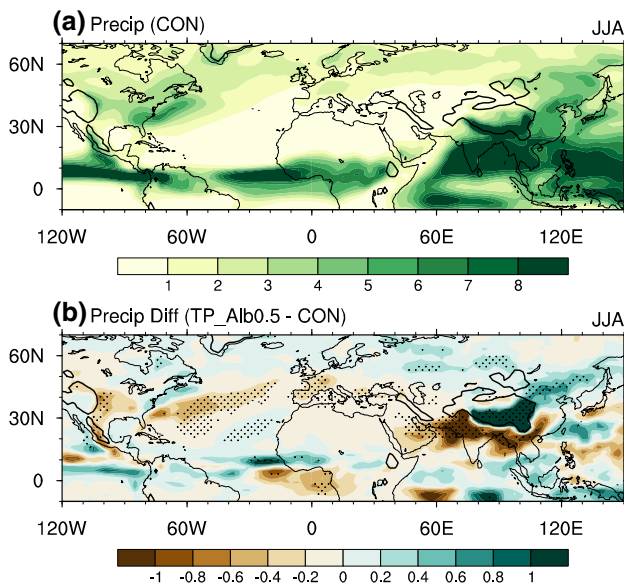 (a) Precip (CON) JJA
60N
30N
0
120W 60W 0 60E 120E
1 2 3 4 5 6 7 8
(b) Precip Diff (TP_Alb0.5 - CON) JJA
60N
30N
0
120W 60W 0 60E 120E
-1 -0.8 -0.6 -0.4 -0.2 0 0.2 0.4 0.6 0.8 1